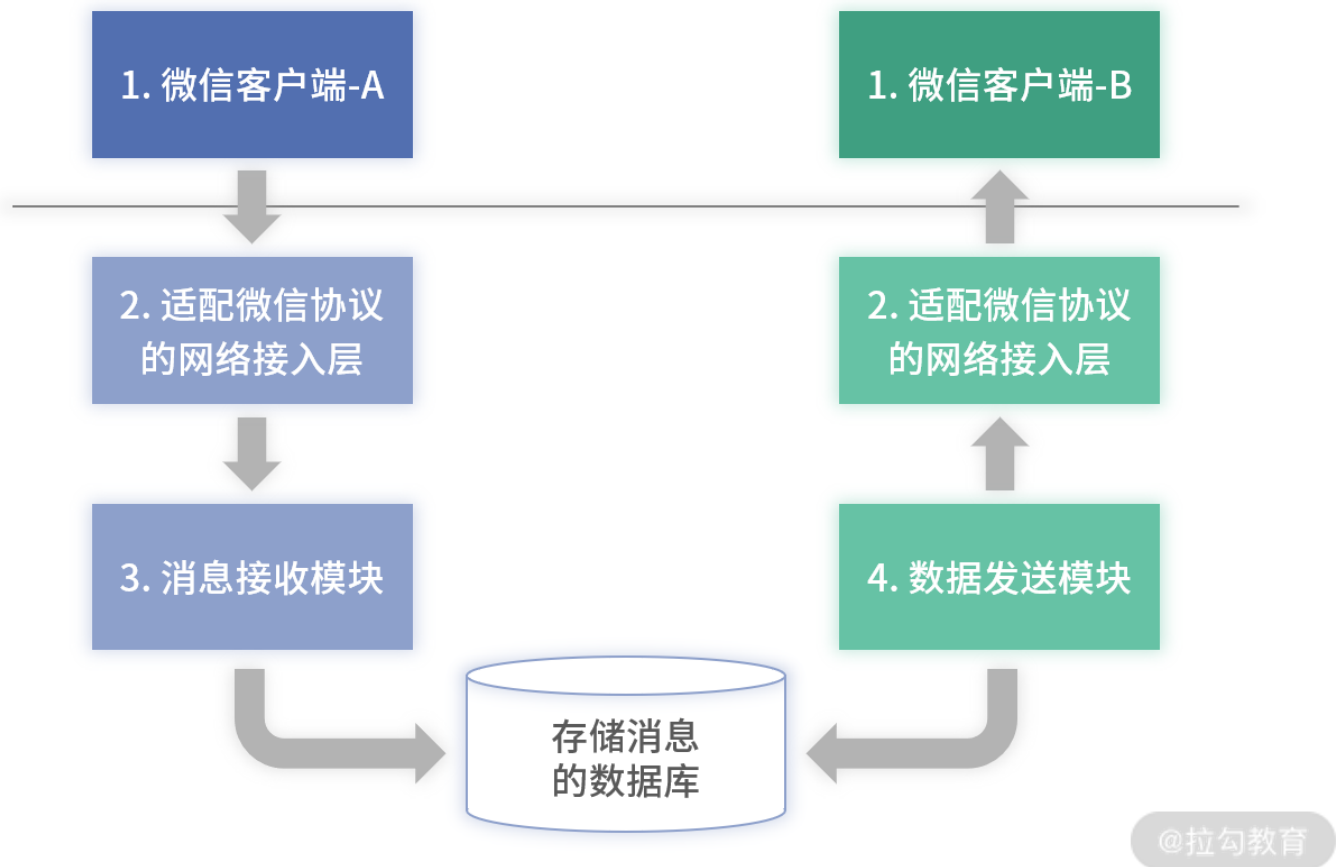 1. 微信客户端-A
1. 微信客户端-B
2. 适配微信协议
的网络接入层
2. 适配微信协议
的网络接入层
3. 消息接收模块
4. 数据发送模块
存储消息
的数据库
@拉勾教育